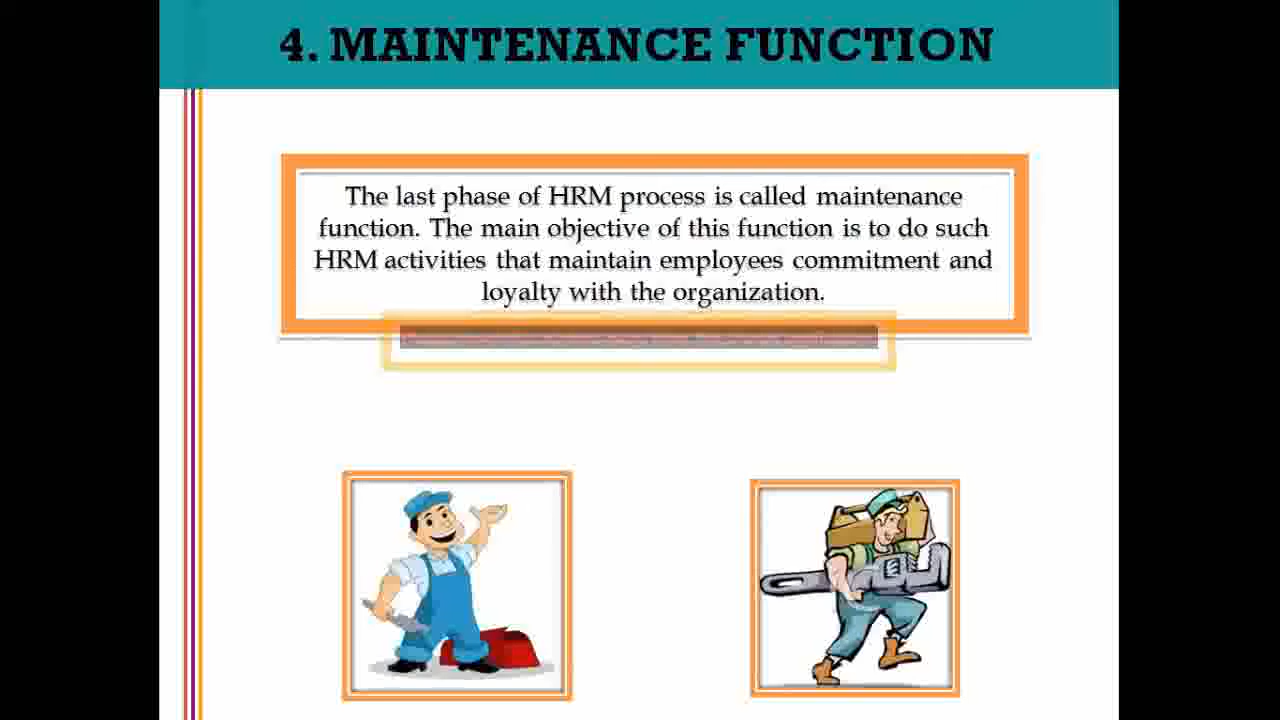 4. MAINTENANCE FUNCTION
The last phase of HRM process is called maintenance
function. The main objective of this function is to do such
HRM activities that maintain employees commitment and
loyalty with the organization.